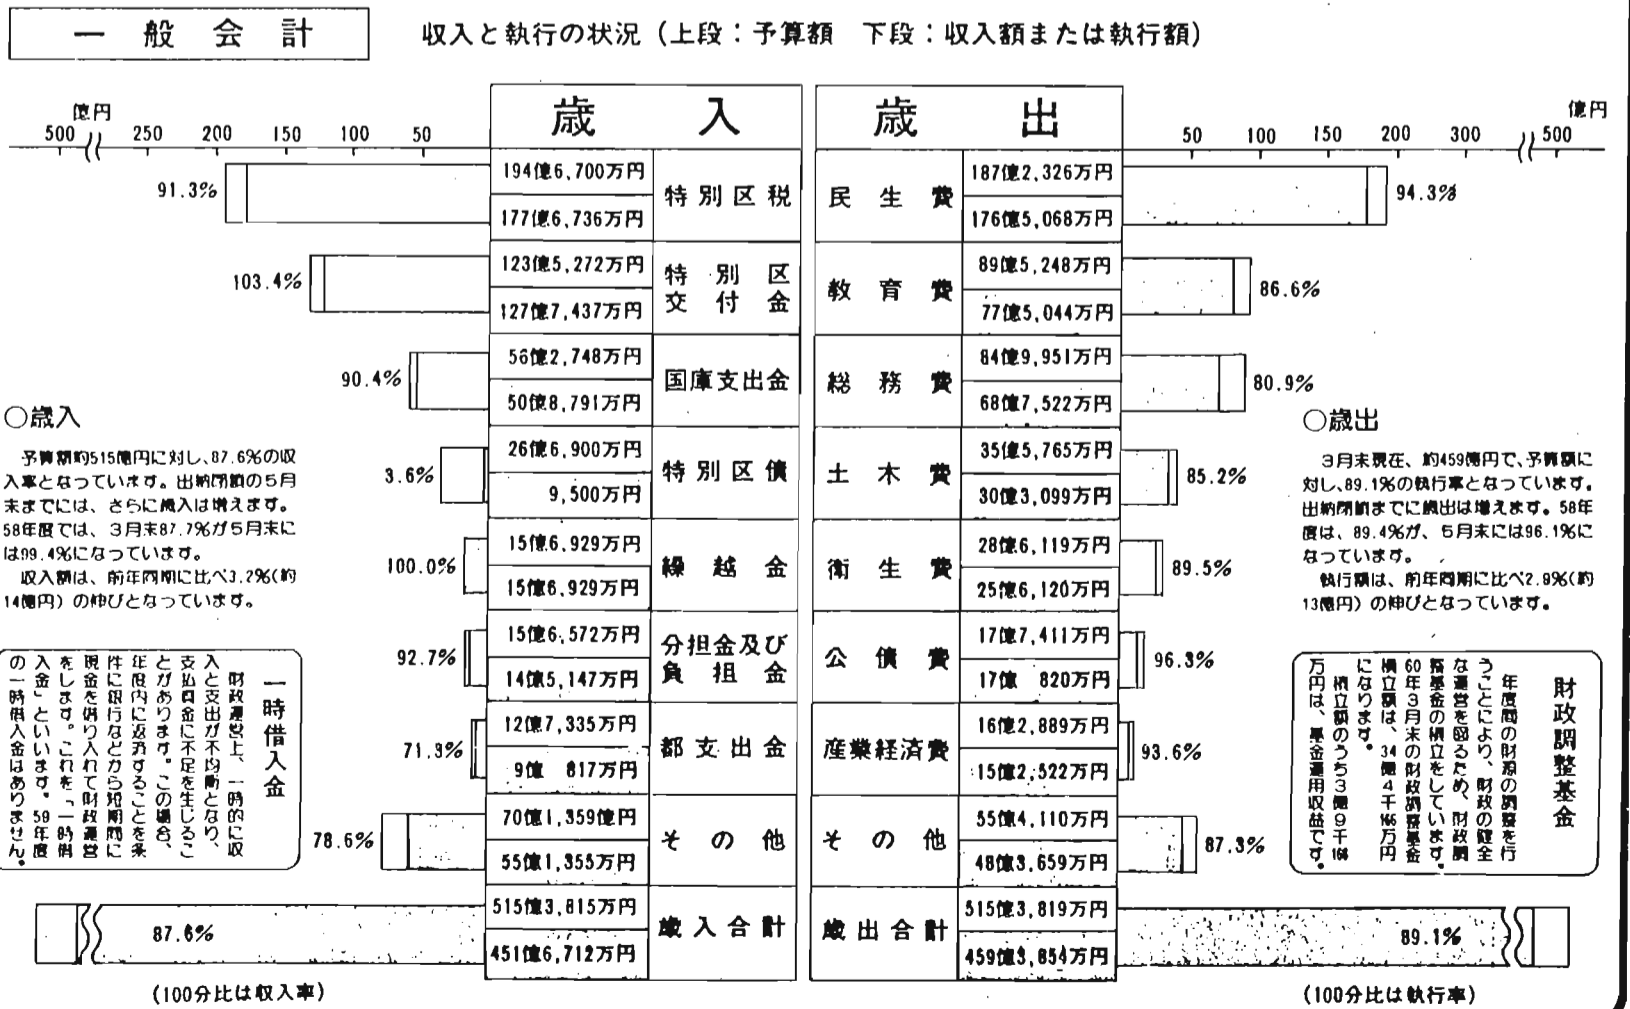 一般会計
収入と執行の状況（上段：予算額　下段：収入額または執行額）
億円
500 250 200 150 100 50
歳入
91.3%
194億6,700万円
177億6,736万円
特別区税
103.4%
123億5,272万円
127億7,437万円
特別区
交付金
90.4%
56億2,748万円
50億8,791万円
国庫支出金
3.6%
26億6,900万円
9,500万円
特別区債
100.0%
15億6,929万円
15億6,929万円
繰越金
92.7%
15億6,572万円
14億5,147万円
分担金及び
負担金
71.3%
12億7,335万円
9億　817万円
都支出金
78.6%
70億1,359億円
55億1,355万円
その他
87.6%
515億3,815万円
451億6,712万円
歳入合計
(100分比は収入率)
歳出
億円
50 100 150 200 300 500
民生費
187億2,326万円
176億5,068万円
94.3%
教育費
89億5,248万円
77億5,044万円
86.6%
総務費
84億9,951万円
68億7,522万円
80.9%
土木費
35億5,765万円
30億3,099万円
85.2%
衛生費
28億6,119万円
25億6,120万円
89.5%
公債費
17億7,411万円
17億　820万円
96.3%
産業経済費
16億2,889万円
15億2,522万円
93.6%
その他
55億4,110万円
48億3,659万円
87.3%
歳出合計
515億3,819万円
459億3,854万円
89.1%
(100分比は執行率)
○歳入
予算額約515億円に対し、87.6%の収
入率となっています。出納閉鎖の5月
末までには、さらに歳入は増えます。
58年度では、3月末87.7%が5月末に
は99.4%になっています。
収入額は、前年同期に比べ3.2%(約
14億円)の伸びとなっています。
一時借入金
財政運営上、一時的に収
入と支出が不均衡となり、
支払資金に不足を生じるこ
とがあります。この場合、
年度内に返済することを条
件に銀行などから短期間に
現金を借り入れて財政運営
をします。これを「一時借
入金」といいます。59年度
の一時借入金はありません。
○歳出
3月末現在、約459億円で、予算額に
対し、89.1%の執行率となっています。
出納閉鎖までに歳出は増えます。58年
度は、89.4%が、5月末には96.1%に
なっています。
執行額は、前年同期に比べ2.9%(約
13億円)の伸びとなっています。
財政調整基金
年度間の財源の調整を行
うことにより、財政の健全
な運営を図るため、財政調
整基金の積立をしています。
60年3月末の財政調整基金
積立額は、34億4千166万円
になります。
積立額のうち3億9千166
万円は、基金運用収益です。